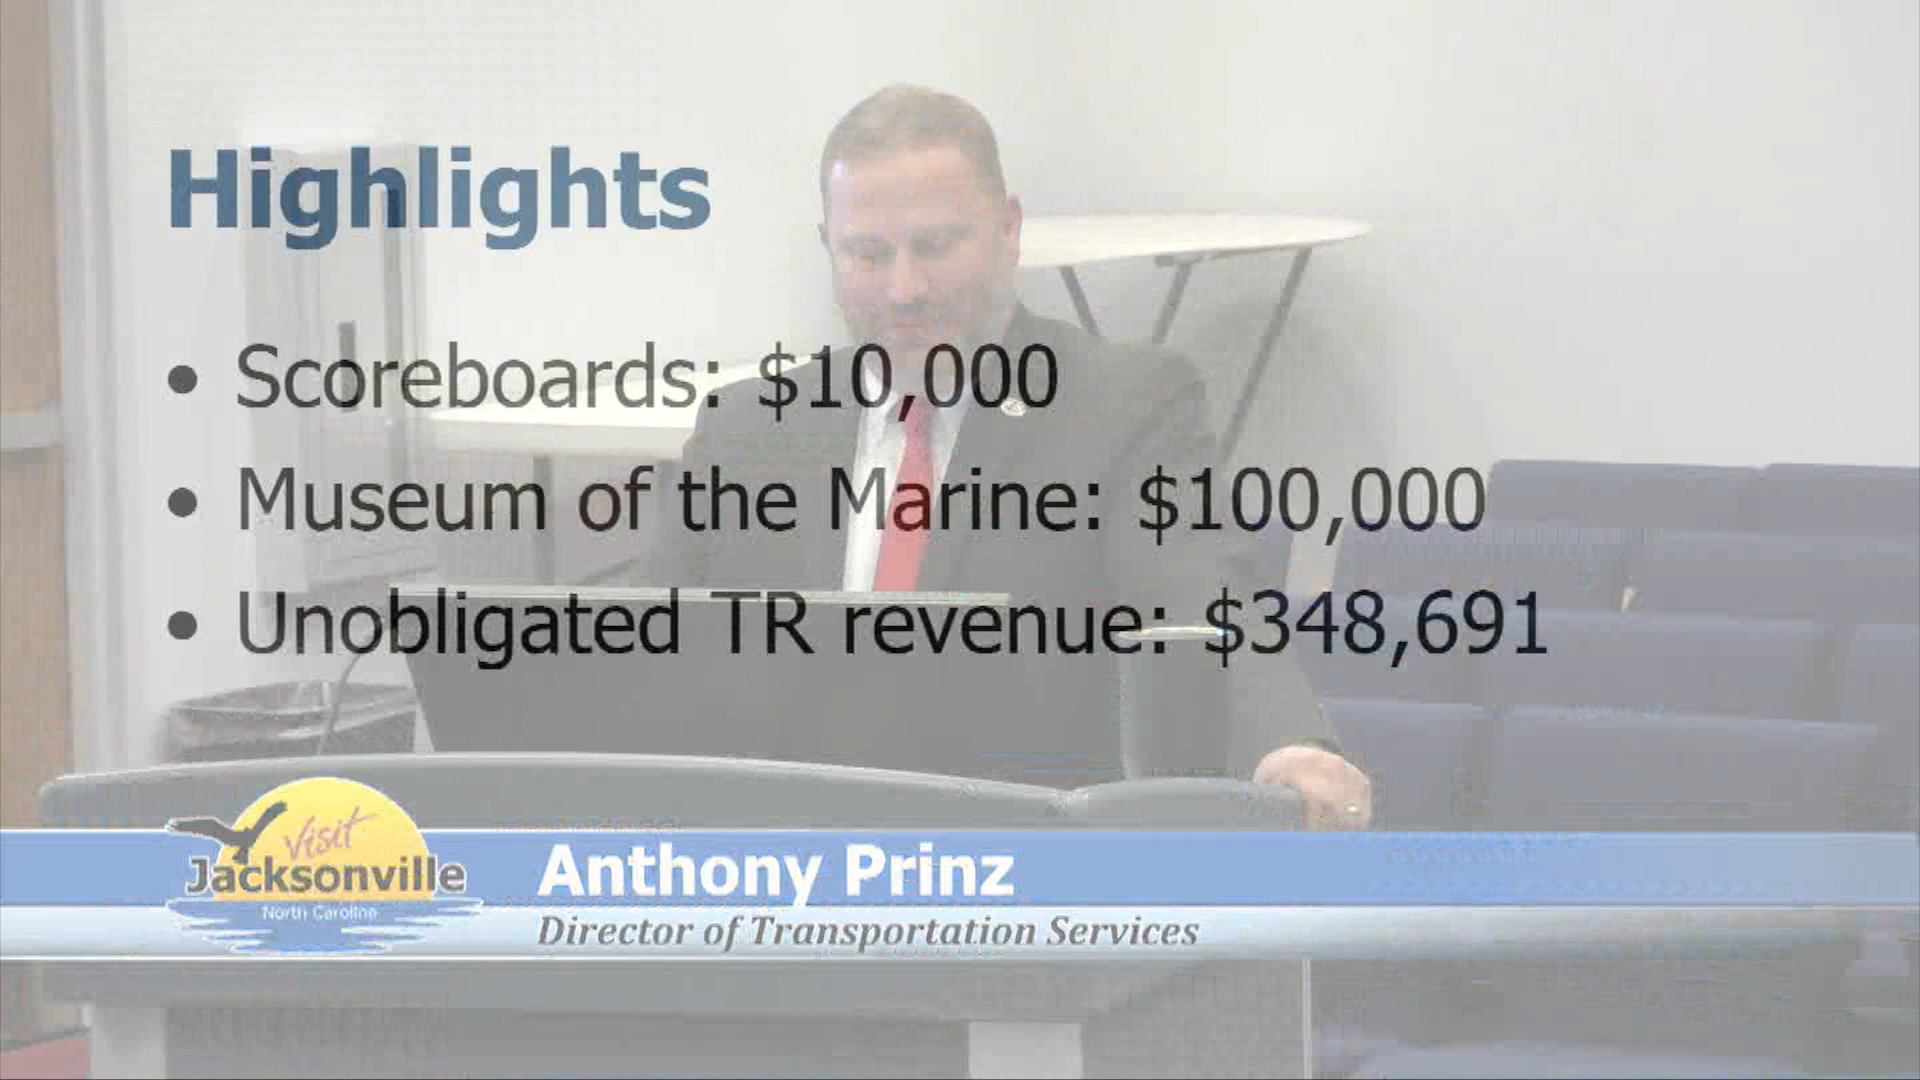 Highlights
• Scoreboards: $10,000
• Museum of the Marine: $100,000
• Unobligated TR revenue: $348,691
Visit
Jacksonville
North Carolina
Anthony Prinz
Director of Transportation Services